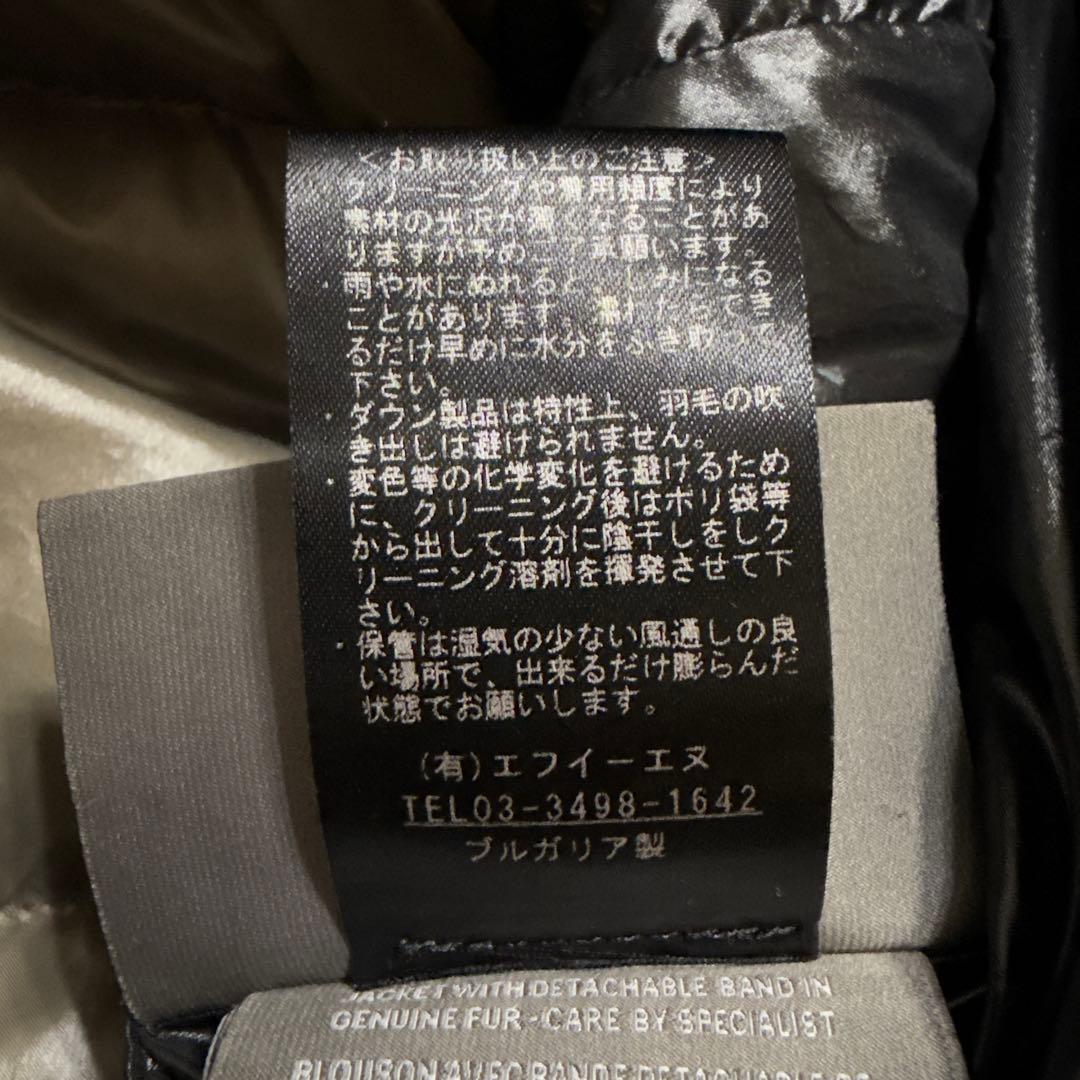 <お取り扱い上のご注意>
・クリーニングや着用頻度により
素材の光沢が薄くなることがあ
りますが予めご了承願います。
・雨や水にぬれると、しみになる
ことがあります。濡れたときは
できるだけ早めに水分をふき取って
下さい。
・ダウン製品は特性上、羽毛の吹
き出しは避けられません。
・変色等の化学変化を避けるため
に、クリーニング後はポリ袋等
から出して十分に陰干しをしク
リーニング溶剤を揮発させて下
さい。
・保管は湿気の少ない風通しの良
い場所で、出来るだけ膨らんだ
状態でお願いします。
(有)エフイーエヌ
TEL03-3498-1642
ブルガリア製
JACKET WITH DETACHABLE BAND IN
GENUINE FUR - CARE BY SPECIALIST
BLOUSON AVEC BANDE DETACHABLE